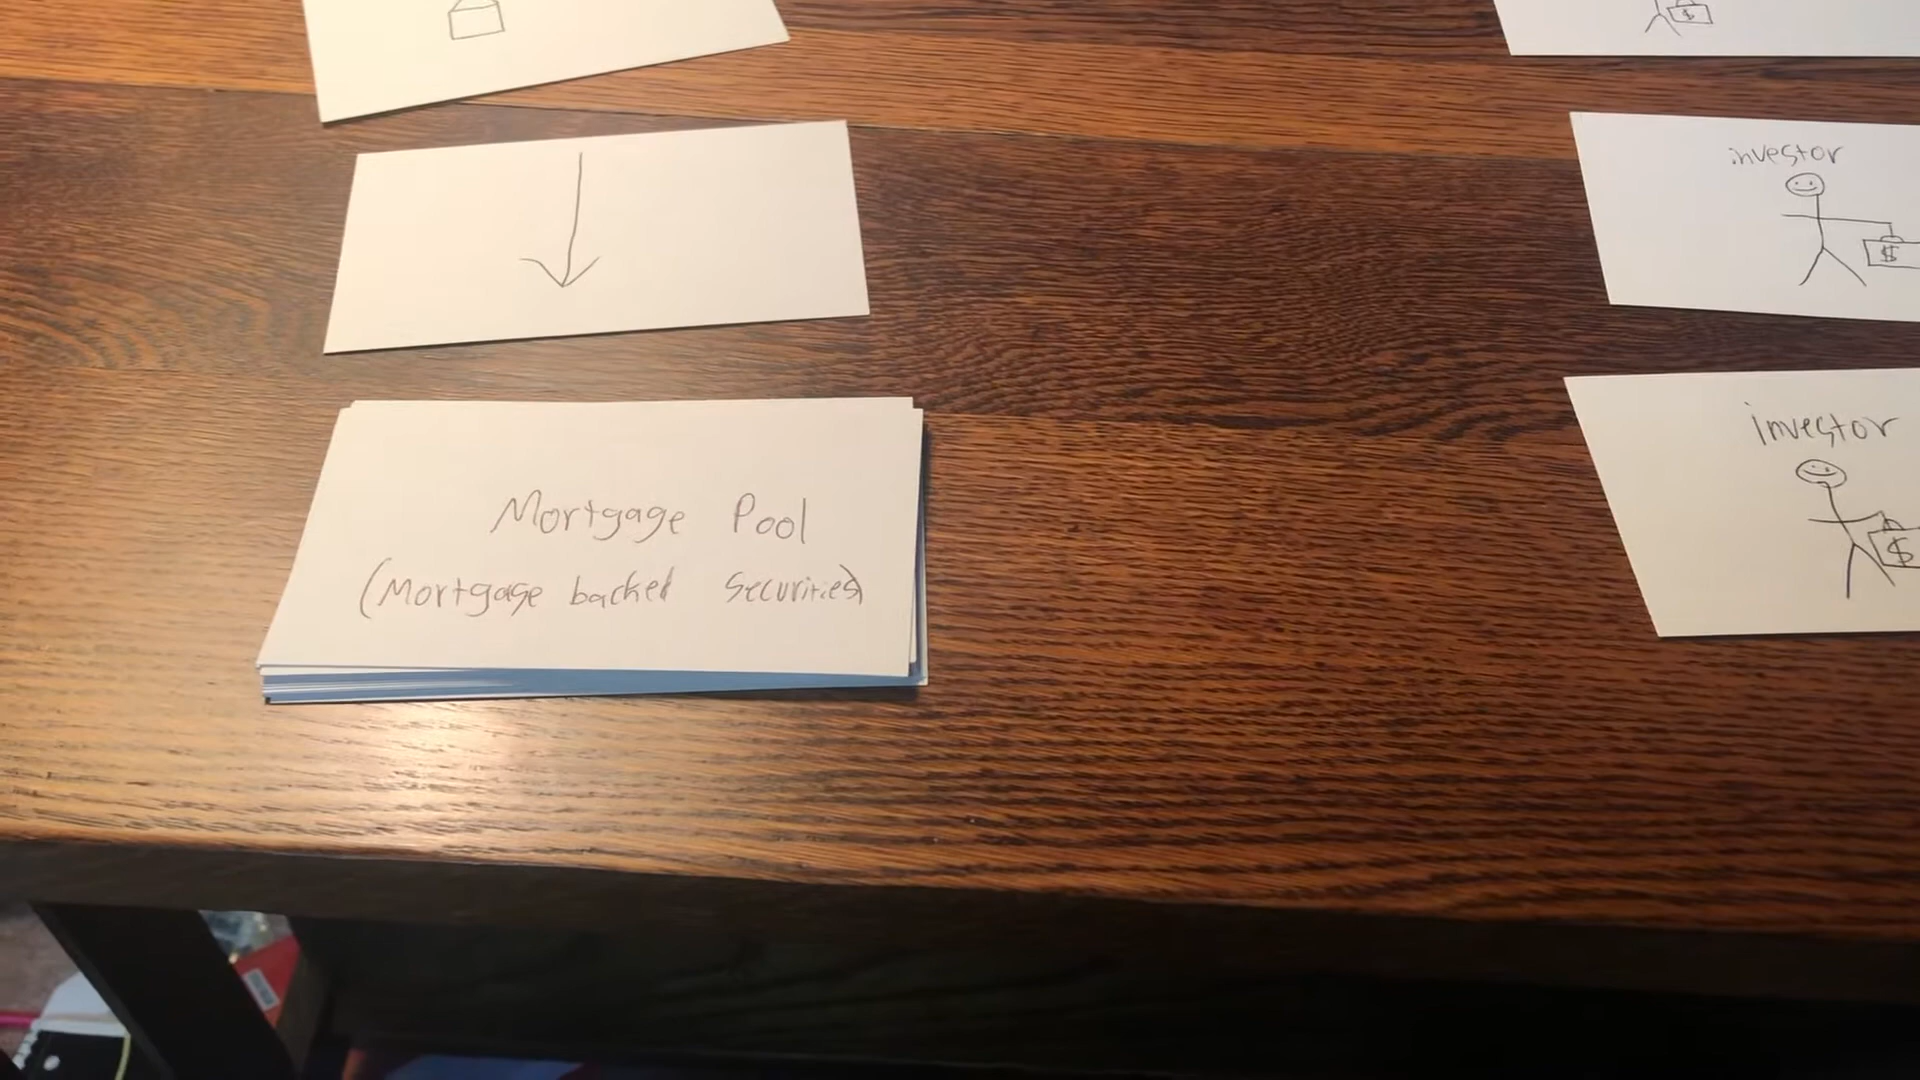 $
investor
$
Mortgage Pool
(Mortgage backed Securities)
investor
$